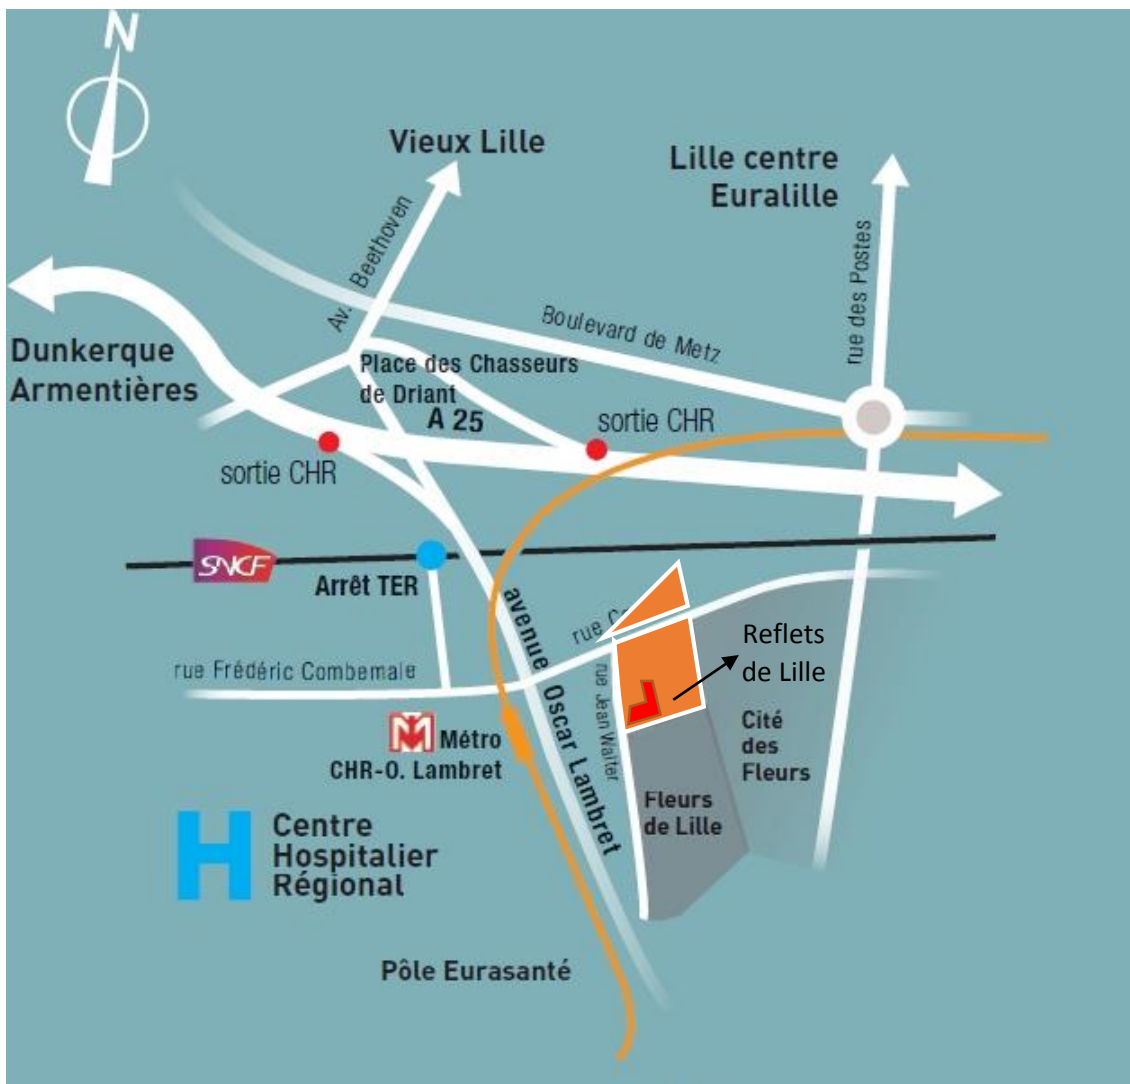 N
Vieux Lille
Lille centre
Euralille
Av. Beethoven
rue des Postes
Boulevard de Metz
Dunkerque
Armentières
Place des Chasseurs
de Driant
A 25
sortie CHR
sortie CHR
SNCF
Arrêt TER
avenue Oscar Lambret
rue
rue Frédéric Combemale
rue Jean Walter
Reflets
de Lille
M
Métro
CHR-O. Lambret
Cité
des
Fleurs
Fleurs
de Lille
H
Centre
Hospitalier
Régional
Pôle Eurasanté